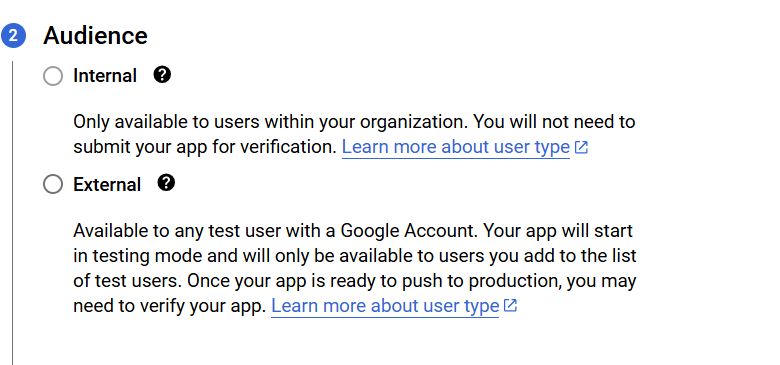 2 Audience
Internal ?
Only available to users within your organization. You will not need to
submit your app for verification. Learn more about user type
External ?
Available to any test user with a Google Account. Your app will start
in testing mode and will only be available to users you add to the list
of test users. Once your app is ready to push to production, you may
need to verify your app. Learn more about user type